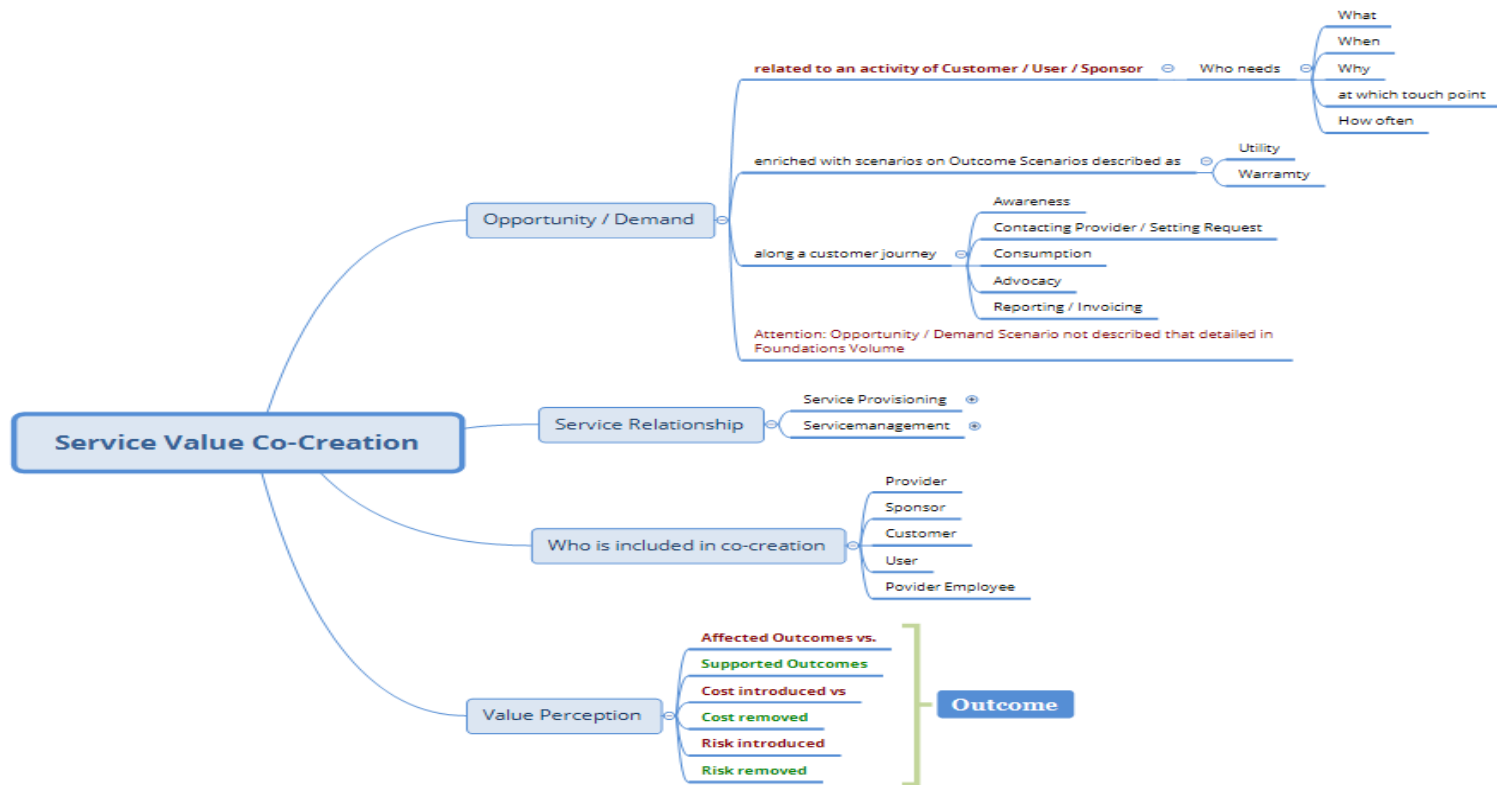 Service Value Co-Creation
Opportunity / Demand
related to an activity of Customer / User / Sponsor
Who needs
What
When
Why
at which touch point
How often
enriched with scenarios on Outcome Scenarios described as
Utility
Warramty
along a customer journey
Awareness
Contacting Provider / Setting Request
Consumption
Advocacy
Reporting / Invoicing
Attention: Opportunity / Demand Scenario not described that detailed in
Foundations Volume
Service Relationship
Service Provisioning
Servicemanagement
Who is included in co-creation
Provider
Sponsor
Customer
User
Povider Employee
Value Perception
Affected Outcomes vs.
Supported Outcomes
Cost introduced vs
Cost removed
Risk introduced
Risk removed
Outcome